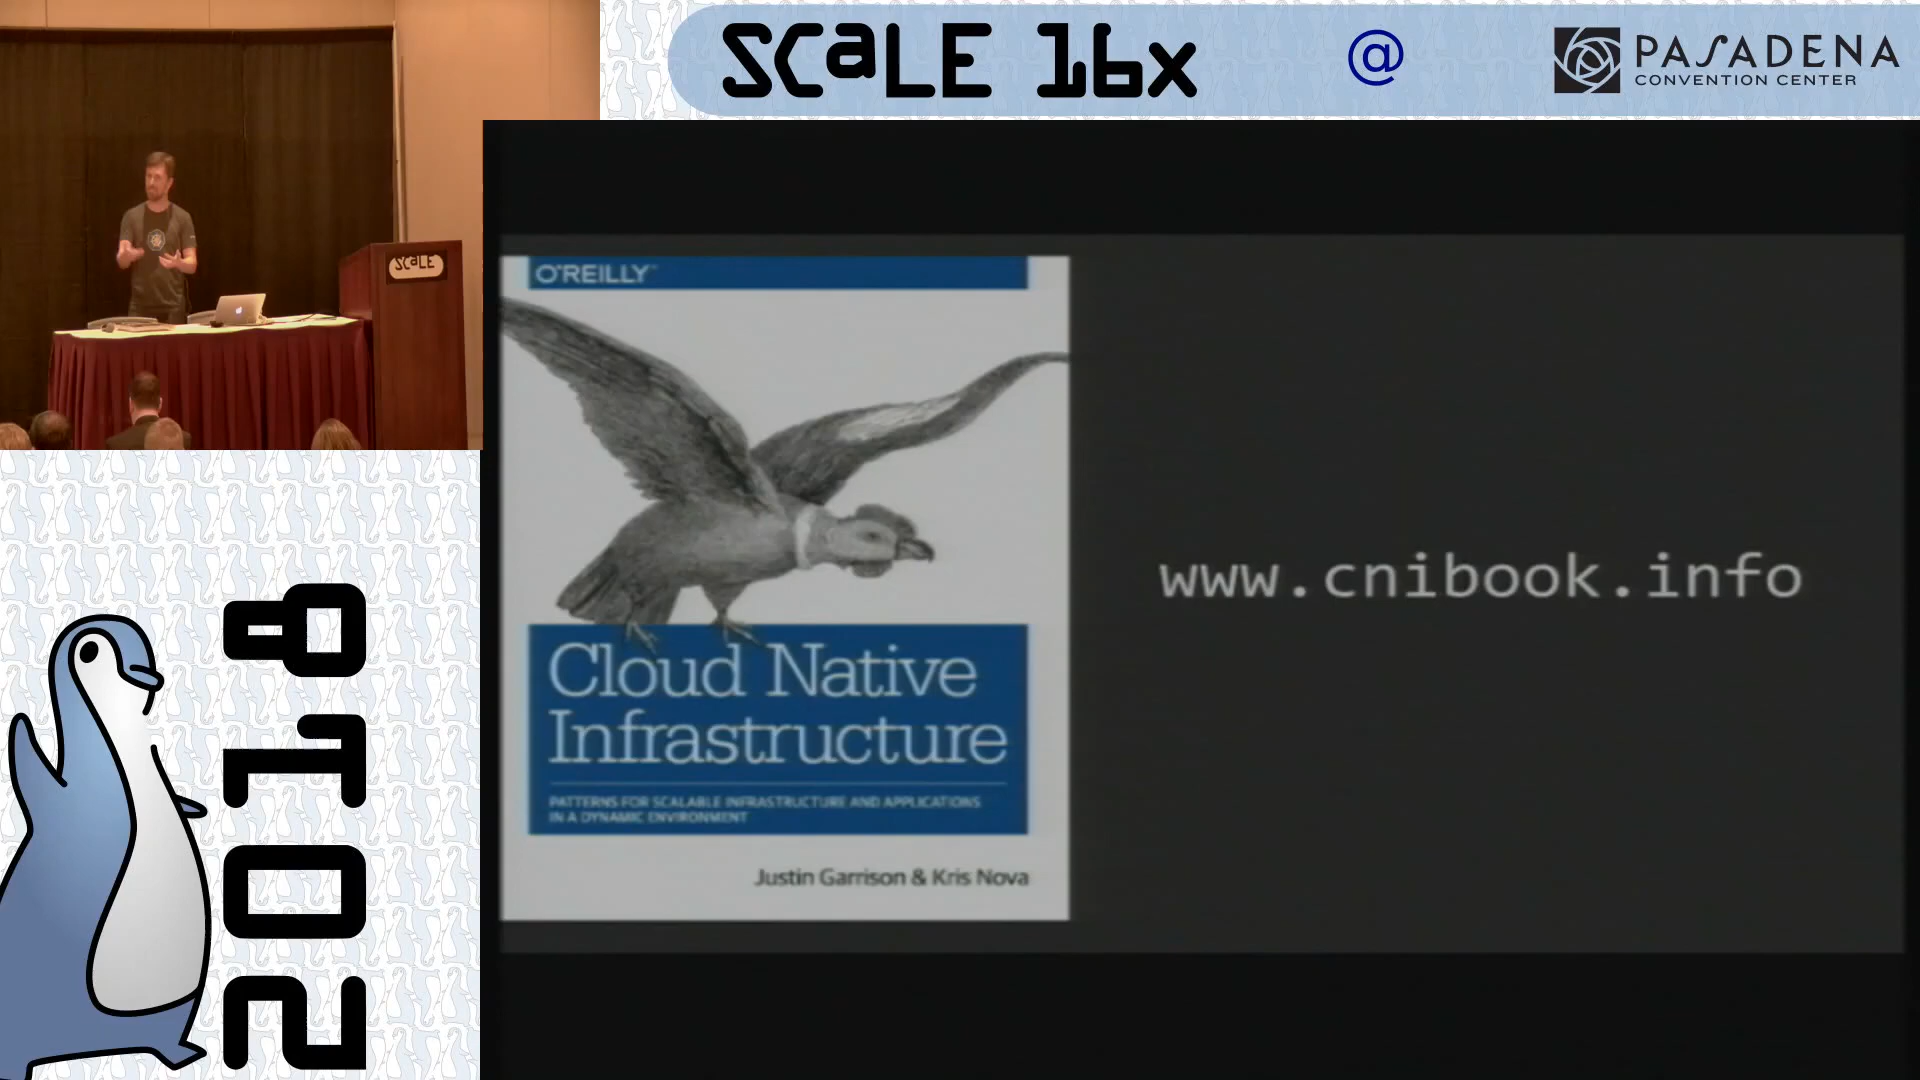 SCALE 16x
@
PASADENA
CONVENTION CENTER
SCALE
O'REILLY
Cloud Native
Infrastructure
PATTERNS FOR SCALABLE INFRASTRUCTURE AND APPLICATIONS
IN A DYNAMIC ENVIRONMENT
Justin Garrison & Kris Nova
www.cnibook.info
2018